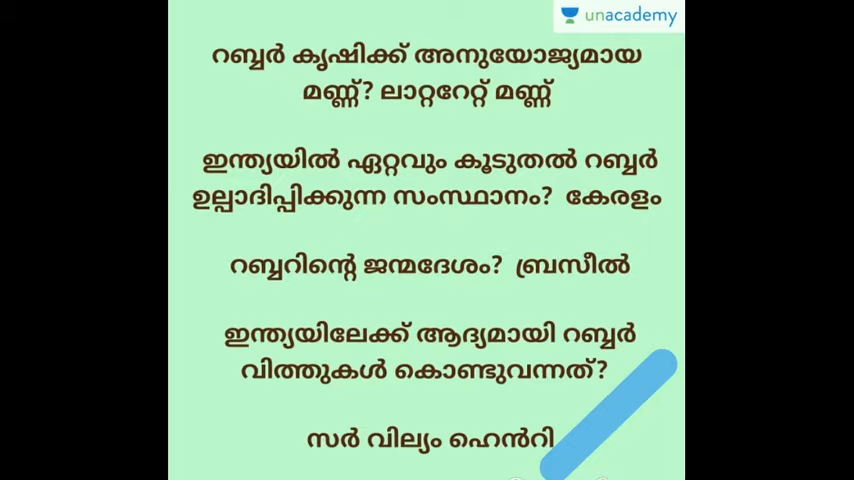 unacademy
റബ്ബർ കൃഷിക്ക് അനുയോജ്യമായ
മണ്ണ്? ലാറ്ററേറ്റ് മണ്ണ്
ഇന്ത്യയിൽ ഏറ്റവും കൂടുതൽ റബ്ബർ
ഉല്പാദിപ്പിക്കുന്ന സംസ്ഥാനം? കേരളം
റബ്ബറിന്റെ ജന്മദേശം? ബ്രസീൽ
ഇന്ത്യയിലേക്ക് ആദ്യമായി റബ്ബർ
വിത്തുകൾ കൊണ്ടുവന്നത്?
സർ വില്യം ഹെൻറി